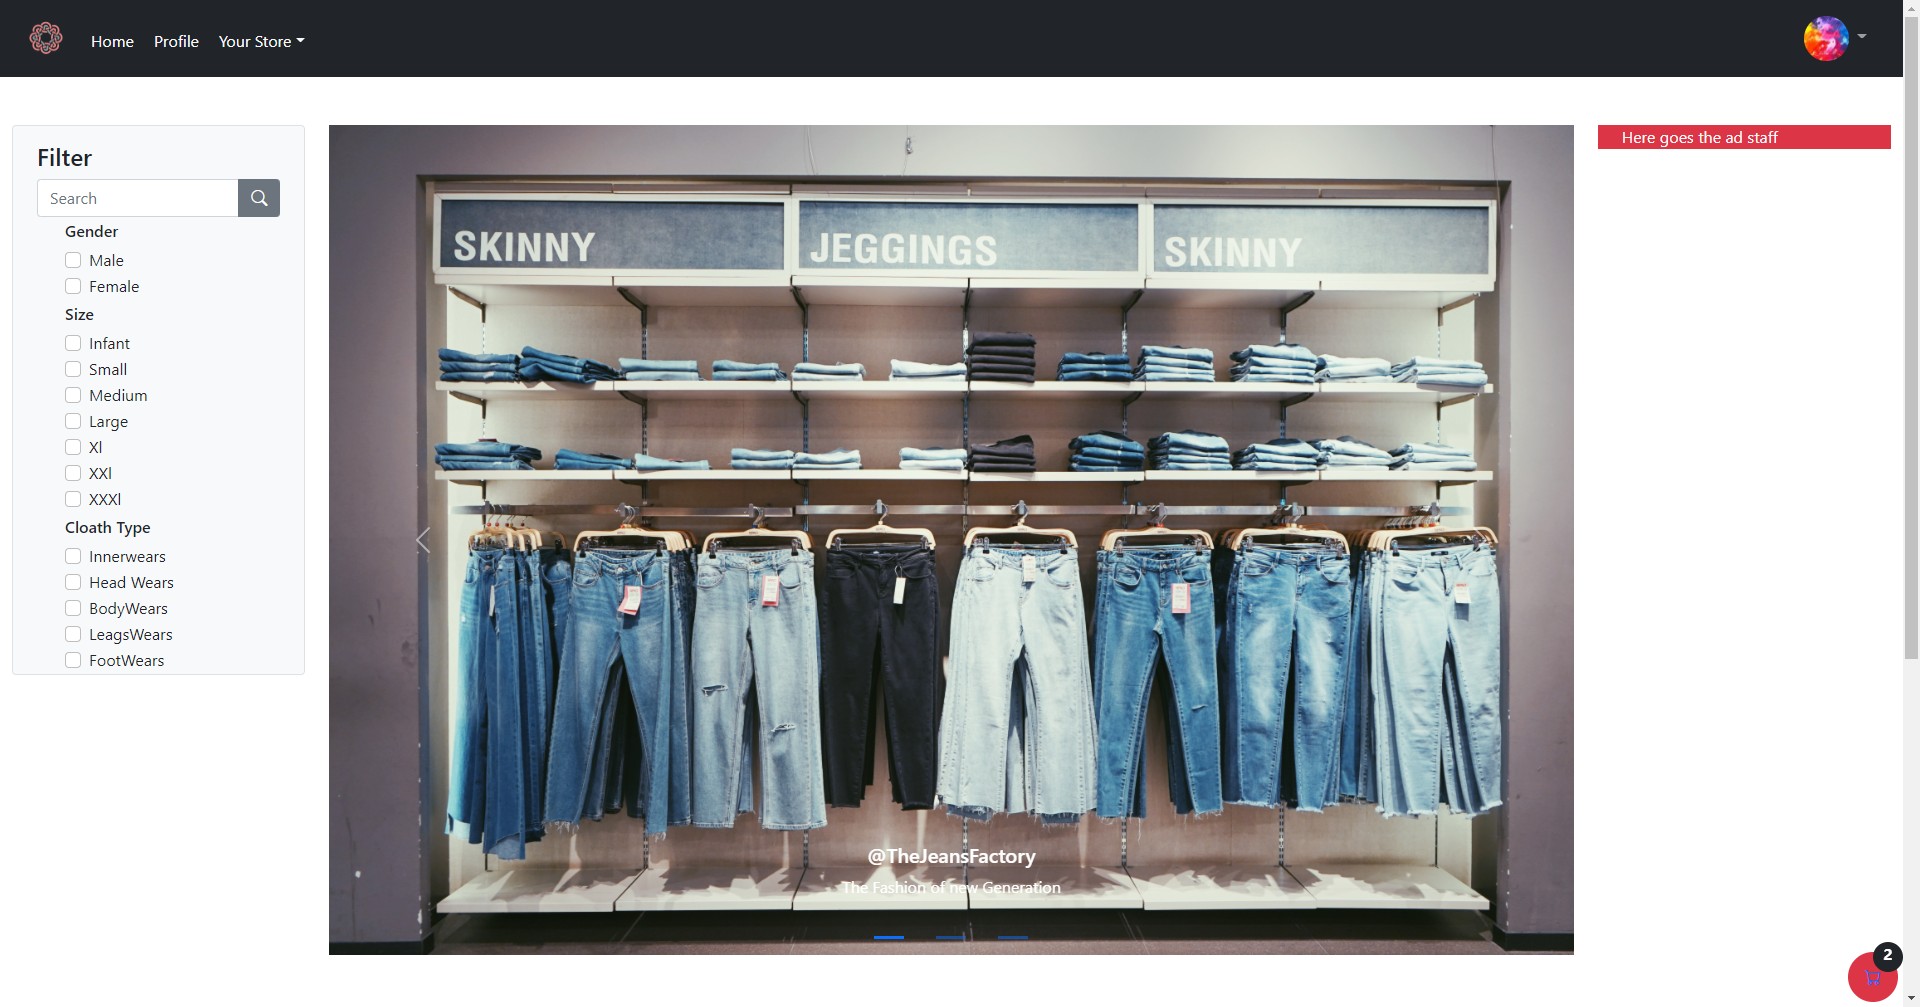 Home
Profile
Your Store
Filter
Search
Gender
Male
Female
Size
Infant
Small
Medium
Large
Xl
XXl
XXXl
Cloath Type
Innerwears
Head Wears
BodyWears
LeagsWears
FootWears
SKINNY
JEGGINGS
SKINNY
@TheJeansFactory
The Fashion of new Generation
Here goes the ad staff
2